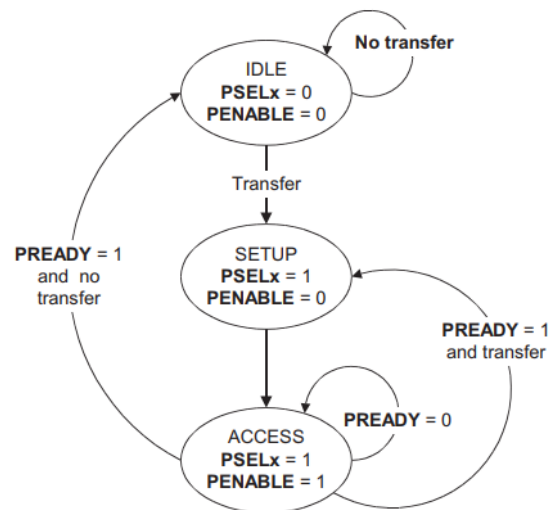 No transfer
IDLE
PSELx = 0
PENABLE = 0
Transfer
SETUP
PSELx = 1
PENABLE = 0
PREADY = 1
and no
transfer
PREADY = 1
and transfer
PREADY = 0
ACCESS
PSELx = 1
PENABLE = 1